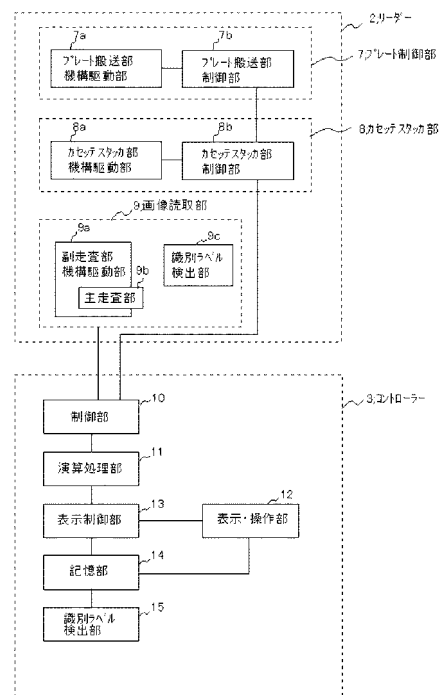 2,リーダー
7a
プレート搬送部
機構駆動部
7b
プレート搬送部
制御部
7,プレート制御部
8a
カセッテスタッカ部
機構駆動部
8b
カセッテスタッカ部
制御部
8,カセッテスタッカ部
9,画像読取部
9a
副走査部
機構駆動部
9b
主走査部
9c
識別ラベル
検出部
3,コントローラー
制御部
10
演算処理部
11
表示制御部
13
表示・操作部
12
記憶部
14
識別ラベル
検出部
15